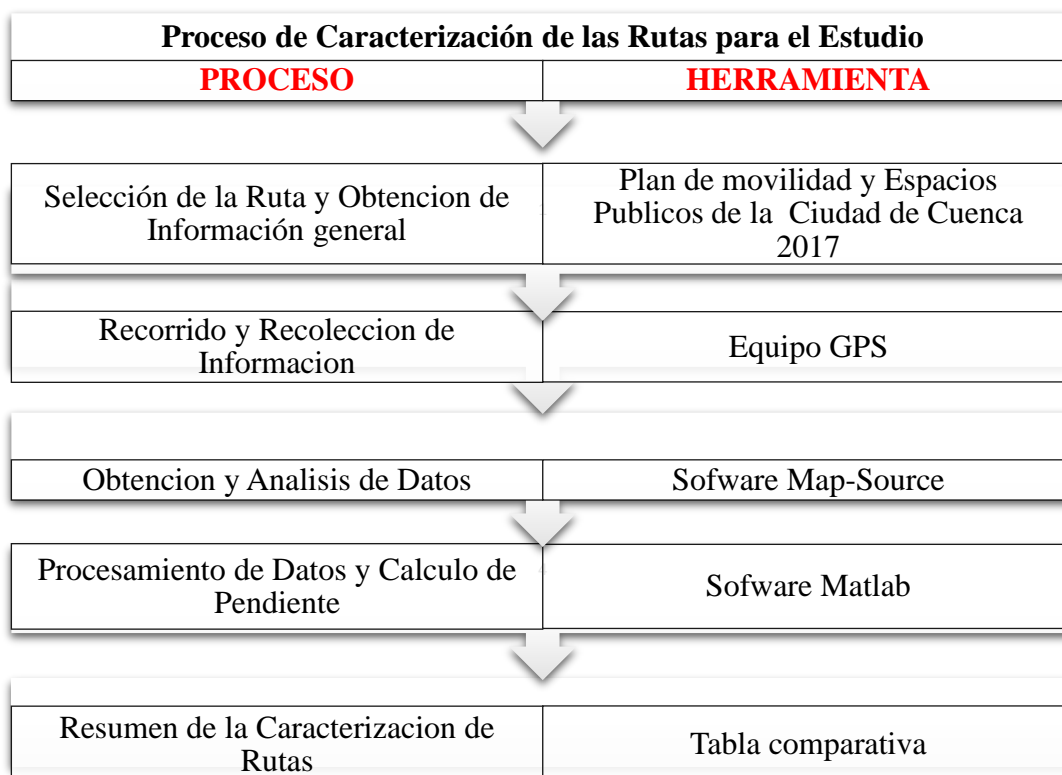 Proceso de Caracterización de las Rutas para el Estudio
PROCESO
HERRAMIENTA
Selección de la Ruta y Obtencion de
Información general
Plan de movilidad y Espacios
Publicos de la Ciudad de Cuenca
2017
Recorrido y Recoleccion de
Informacion
Equipo GPS
Obtencion y Analisis de Datos
Sofware Map-Source
Procesamiento de Datos y Calculo de
Pendiente
Sofware Matlab
Resumen de la Caracterizacion de
Rutas
Tabla comparativa